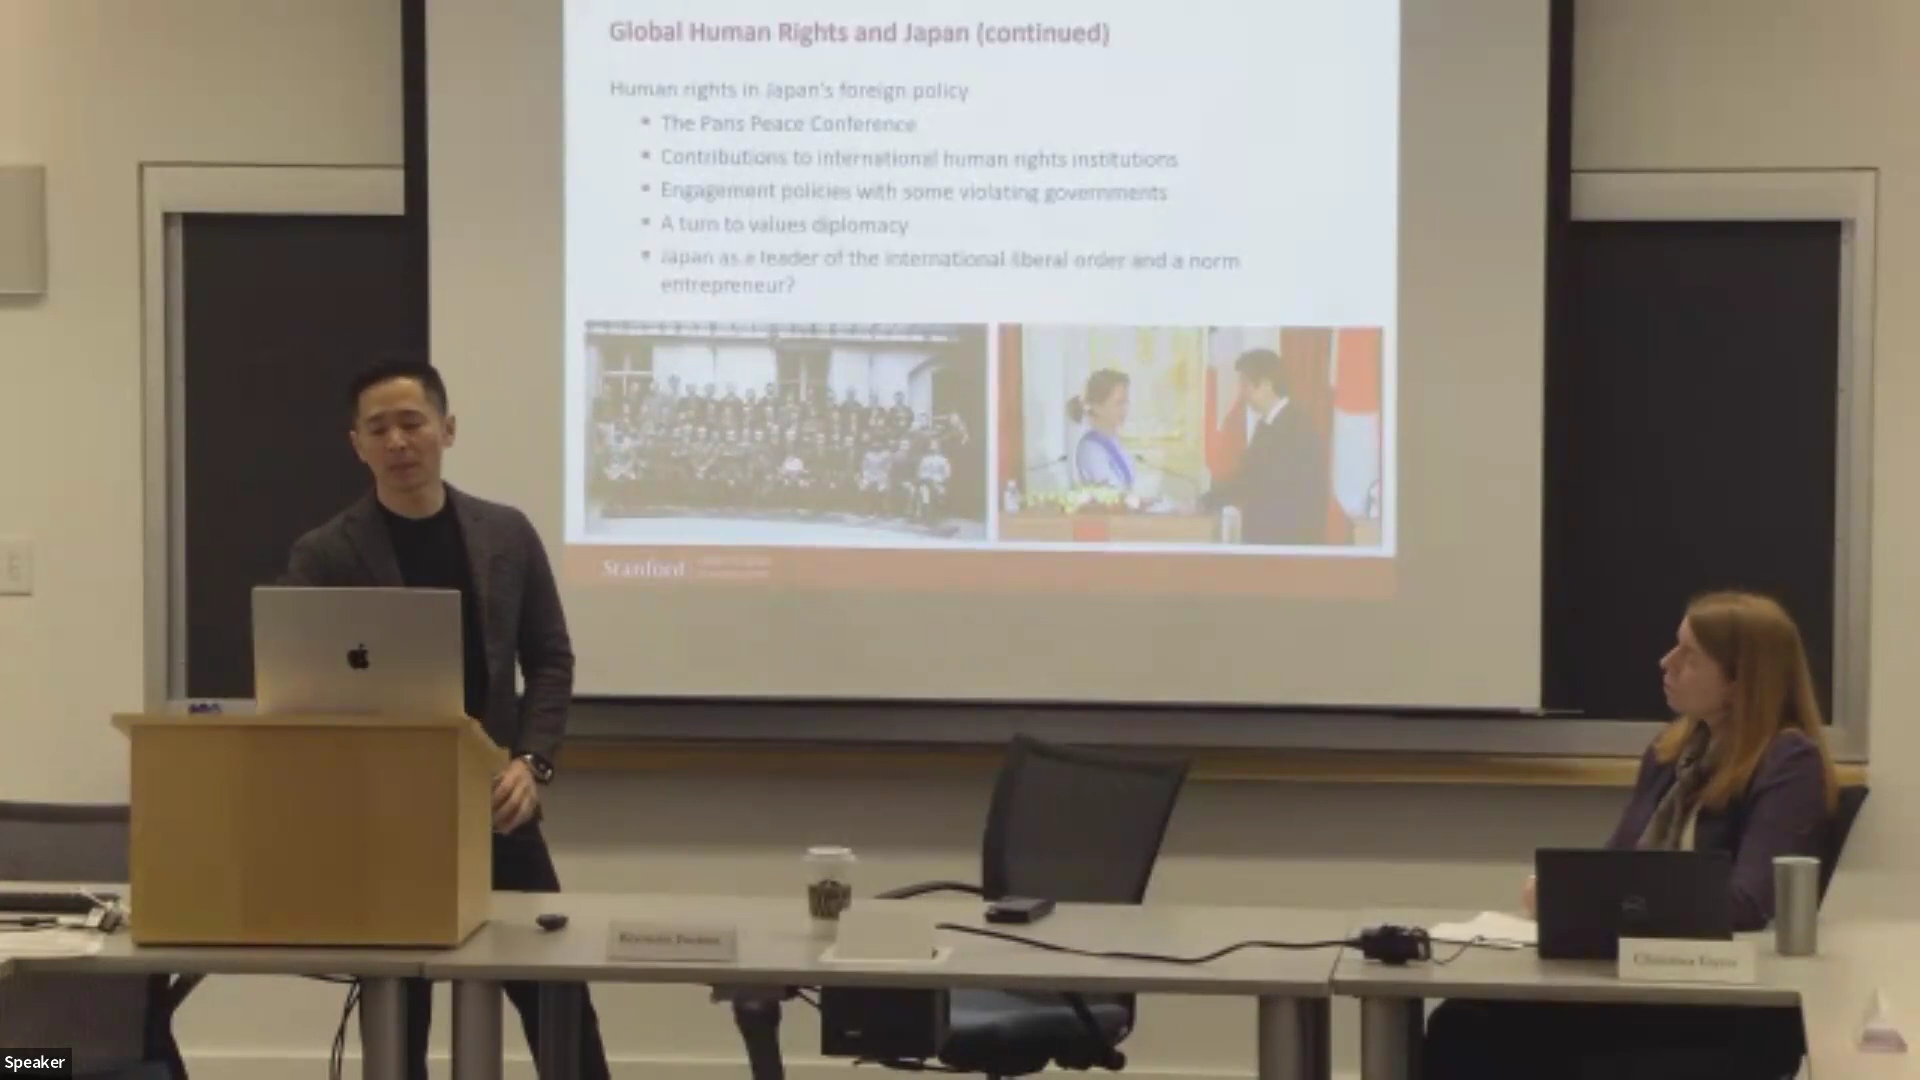 Global Human Rights and Japan (continued)
Human rights in Japan's foreign policy
The Paris Peace Conference
Contributions to international human rights institutions
Engagement policies with some violating governments
A turn to values diplomacy
Japan as a leader of the international liberal order and a norm
entrepreneur?
Stanford
Speaker